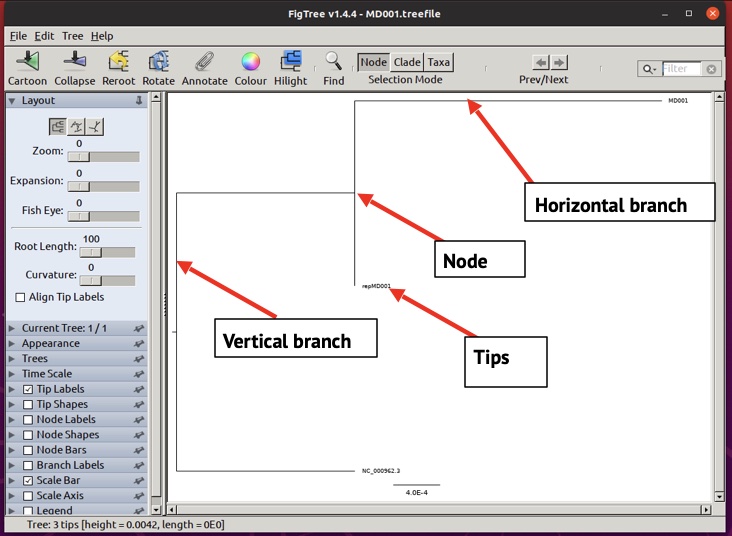 FigTree v1.4.4 - MD001.treefile
File Edit Tree Help
Cartoon Collapse Reroot Rotate Annotate Colour Hilight Find
Node Clade Taxa
Selection Mode
Prev/Next
Filter
Layout
Zoom: 0
Expansion: 0
Fish Eye: 0
Root Length: 100
Curvature: 0
Align Tip Labels
Current Tree: 1 / 1
Appearance
Trees
Time Scale
Tip Labels
Tip Shapes
Node Labels
Node Shapes
Node Bars
Branch Labels
Scale Bar
Scale Axis
Legend
MD001
Horizontal branch
Node
repMD001
Vertical branch
Tips
NC_000962.3
4.0E-4
Tree: 3 tips [height = 0.0042, length = 0E0]